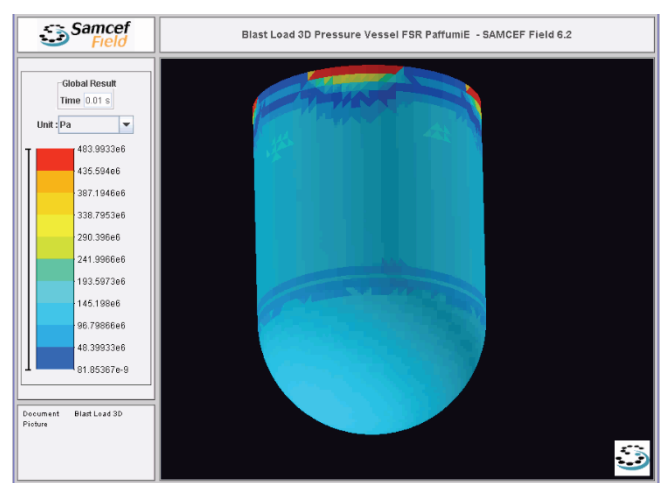 Samcef
Field
Blast Load 3D Pressure Vessel FSR PaffumiE - SAMCEF Field 6.2
Global Result
Time 0.01 s
Unit : Pa
483.9933e6
435.594e6
387.1946e6
338.7953e6
290.396e6
241.9966e6
193.5973e6
145.198e6
96.79866e6
48.39933e6
81.85367e-9
Document Blast Load 3D
Picture